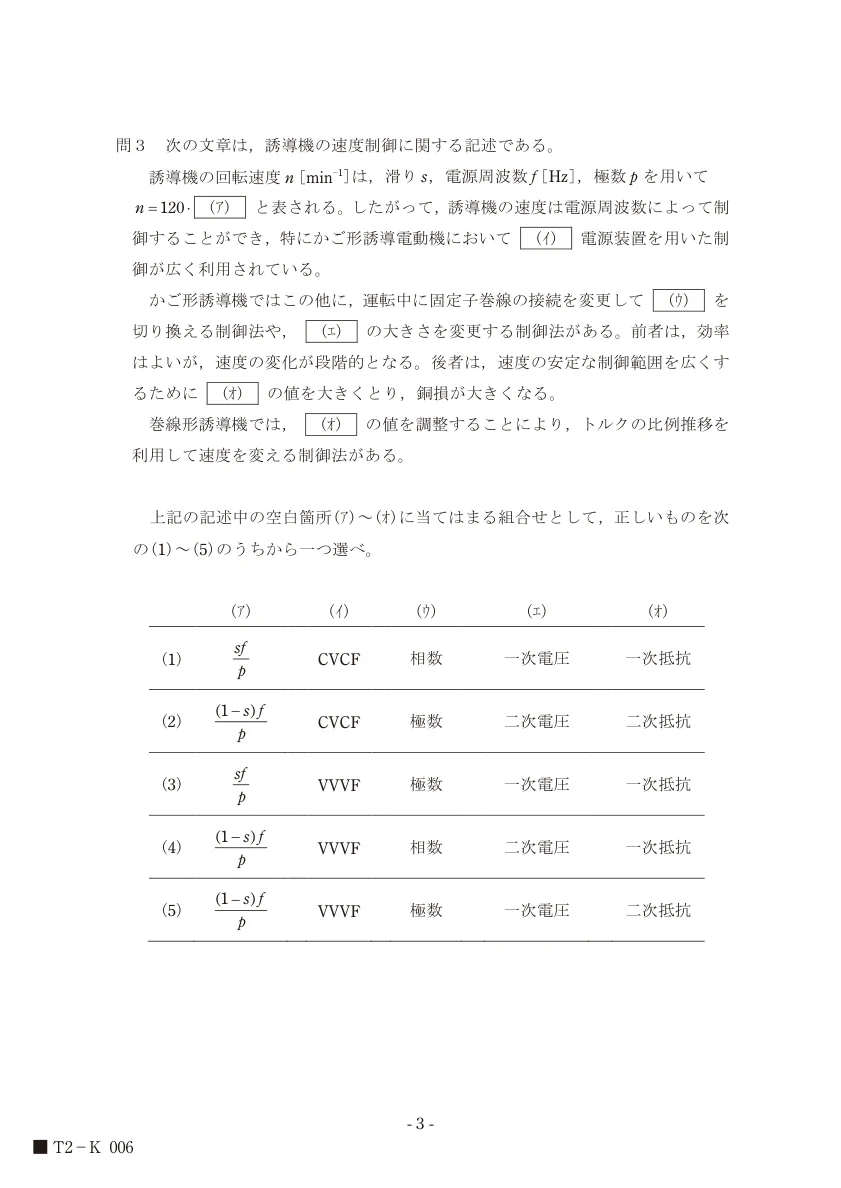 問３　次の文章は，誘導機の速度制御に関する記述である。
誘導機の回転速度 n［min⁻¹］は，滑り s，電源周波数 f［Hz］，極数 p を用いて
n＝120・ (ア) と表される。したがって，誘導機の速度は電源周波数によって制
御することができ，特にかご形誘導電動機において (イ) 電源装置を用いた制
御が広く利用されている。
かご形誘導機ではこの他に，運転中に固定子巻線の接続を変更して (ウ) を
切り換える制御法や， (エ) の大きさを変更する制御法がある。前者は，効率
はよいが，速度の変化が段階的となる。後者は，速度の安定な制御範囲を広くす
るために (オ) の値を大きくとり，銅損が大きくなる。
巻線形誘導機では， (オ) の値を調整することにより，トルクの比例推移を
利用して速度を変える制御法がある。
上記の記述中の空白箇所(ア)～(オ)に当てはまる組合せとして，正しいものを次
の(1)～(5)のうちから一つ選べ。
(ア) (イ) (ウ) (エ) (オ)
(1) sf/p CVCF 相数 一次電圧 一次抵抗
(2) (1－s)f/p CVCF 極数 二次電圧 二次抵抗
(3) sf/p VVVF 極数 一次電圧 一次抵抗
(4) (1－s)f/p VVVF 相数 二次電圧 一次抵抗
(5) (1－s)f/p VVVF 極数 一次電圧 二次抵抗
- 3 -
■ T2－K 006